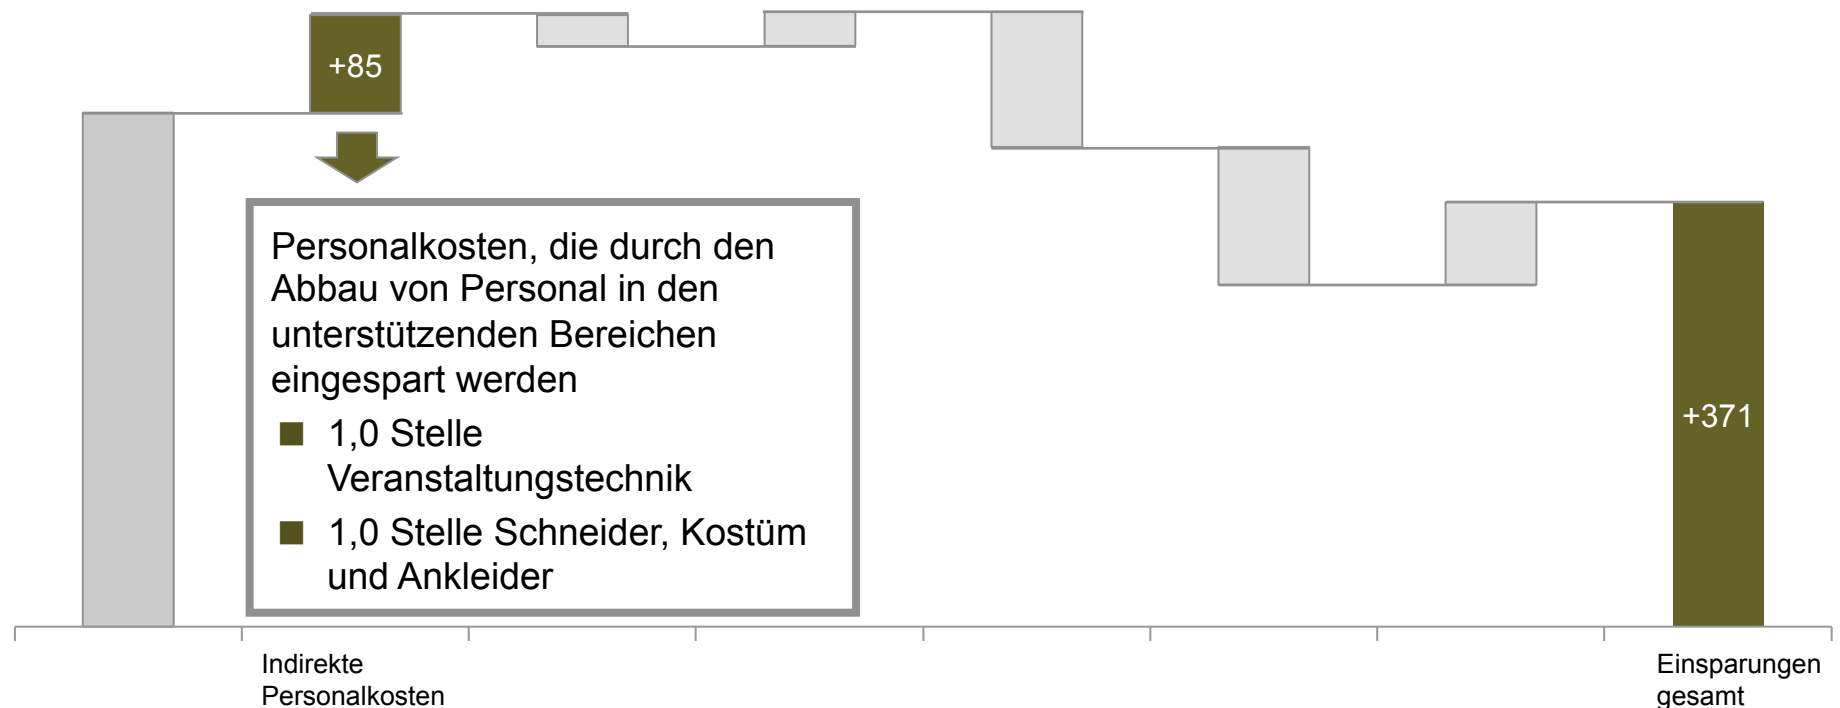 +85
Personalkosten, die durch den
Abbau von Personal in den
unterstützenden Bereichen
eingespart werden
1,0 Stelle
Veranstaltungstechnik
1,0 Stelle Schneider, Kostüm
und Ankleider
+371
Indirekte
Personalkosten
Einsparungen
gesamt